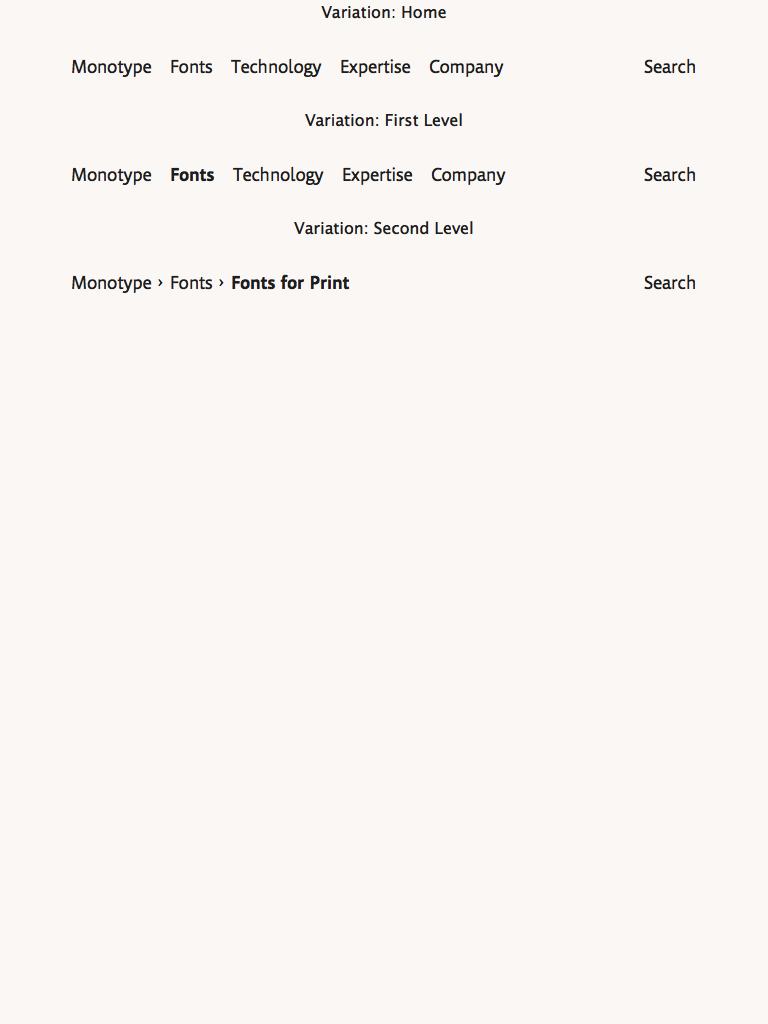 Variation: Home
Monotype Fonts Technology Expertise Company Search
Variation: First Level
Monotype Fonts Technology Expertise Company Search
Variation: Second Level
Monotype › Fonts › Fonts for Print Search